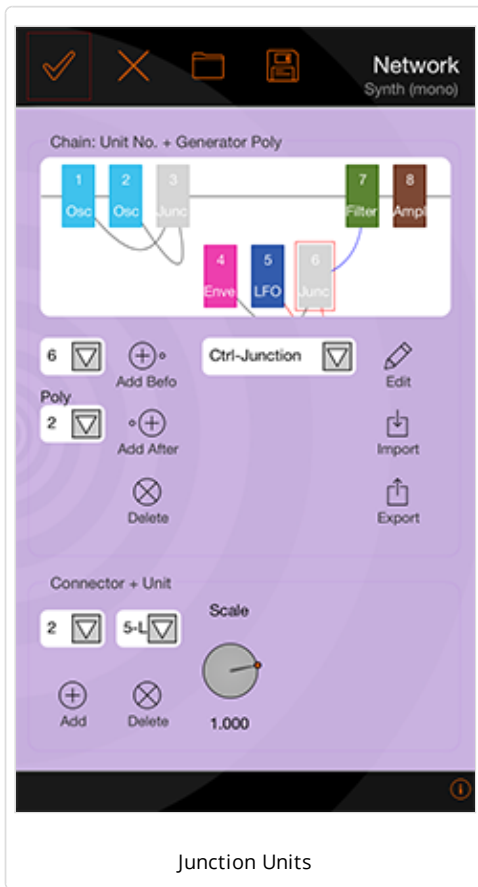 Network
Synth (mono)
Chain: Unit No. + Generator Poly
1 2 3 7 8
Osc Osc Junc Filter Ampl
4 5 6
Enve LFO Junc
6 Ctrl-Junction
Add Befo Edit
Poly
2
Add After Import
Delete Export
Connector + Unit
Scale
2 5-L
Add Delete 1.000
Junction Units